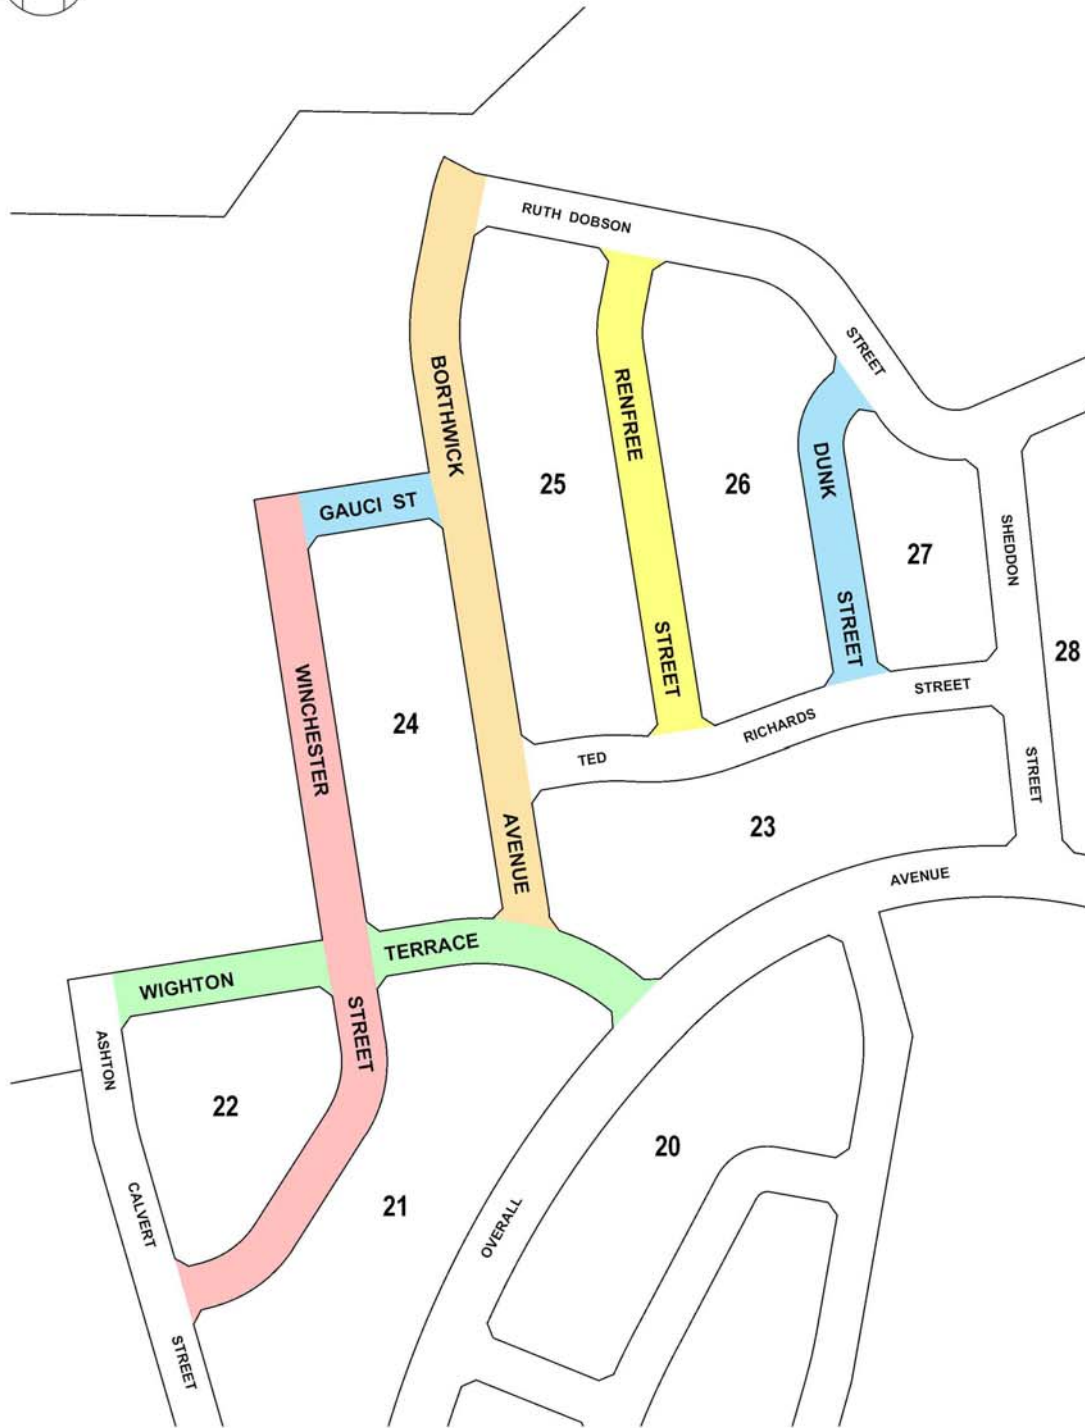 RUTH DOBSON
STREET
BORTHWICK
AVENUE
RENFREE
STREET
DUNK
STREET
GAUCI ST
25
26
27
28
SHEDDON
STREET
WINCHESTER
STREET
24
TED
RICHARDS
STREET
23
AVENUE
WIGHTON
TERRACE
ASHTON
CALVERT
STREET
22
21
20
OVERALL